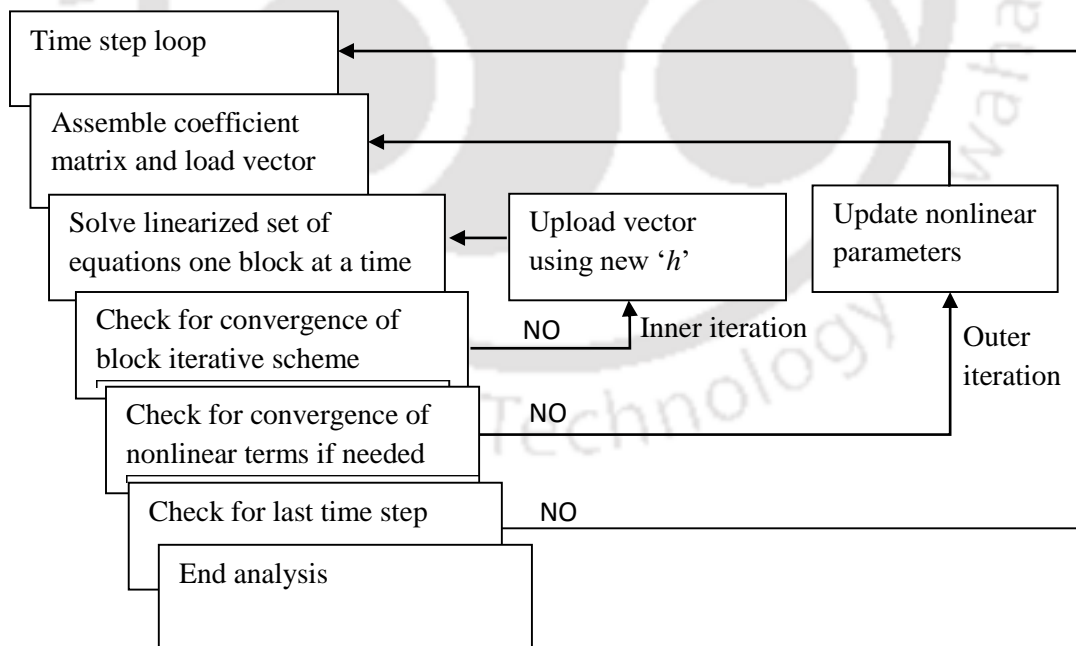 Time step loop
Assemble coefficient
matrix and load vector
Solve linearized set of
equations one block at a time
Upload vector
using new ‘h’
Update nonlinear
parameters
Check for convergence of
block iterative scheme
NO
Inner iteration
Outer
iteration
Check for convergence of
nonlinear terms if needed
NO
Check for last time step
NO
End analysis
Technology
waha